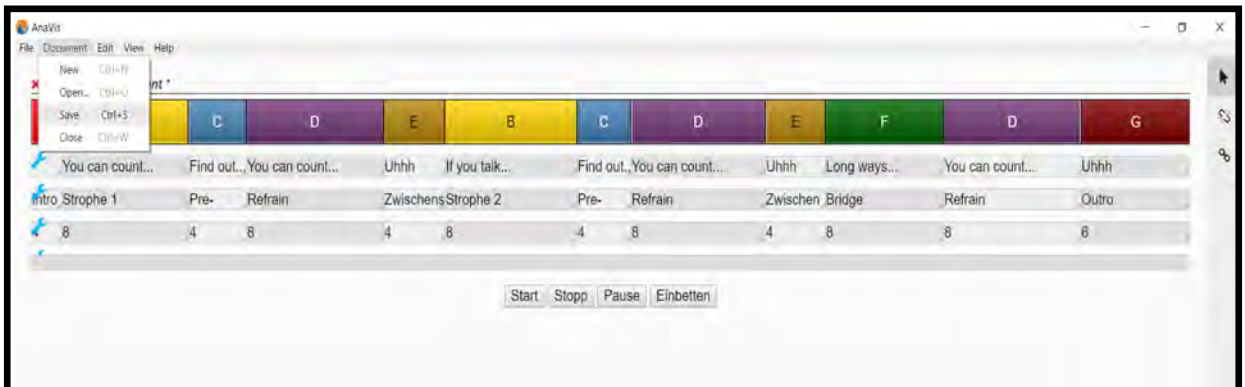 AnaVis
File Document Edit View Help
New Ctrl+N
nt *
Open... Ctrl+O
Save Ctrl+S
Close Ctrl+W
C D E B C D E F D G
You can count... Find out.. You can count... Uhhh If you talk... Find out.. You can count... Uhhh Long ways... You can count... Uhhh
Intro Strophe 1 Pre- Refrain Zwischens Strophe 2 Pre- Refrain Zwischen Bridge Refrain Outro
4 8 4 8 4 8 4 8 4 8 8 6
Start Stopp Pause Einbetten